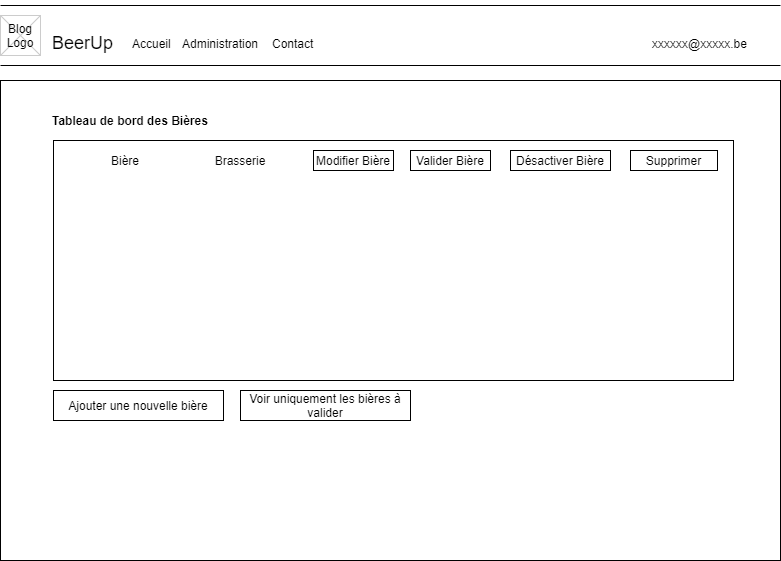 Blog
Logo
BeerUp Accueil Administration Contact xxxxxx@xxxxx.be
Tableau de bord des Bières
Bière Brasserie Modifier Bière Valider Bière Désactiver Bière Supprimer
Ajouter une nouvelle bière
Voir uniquement les bières à
valider